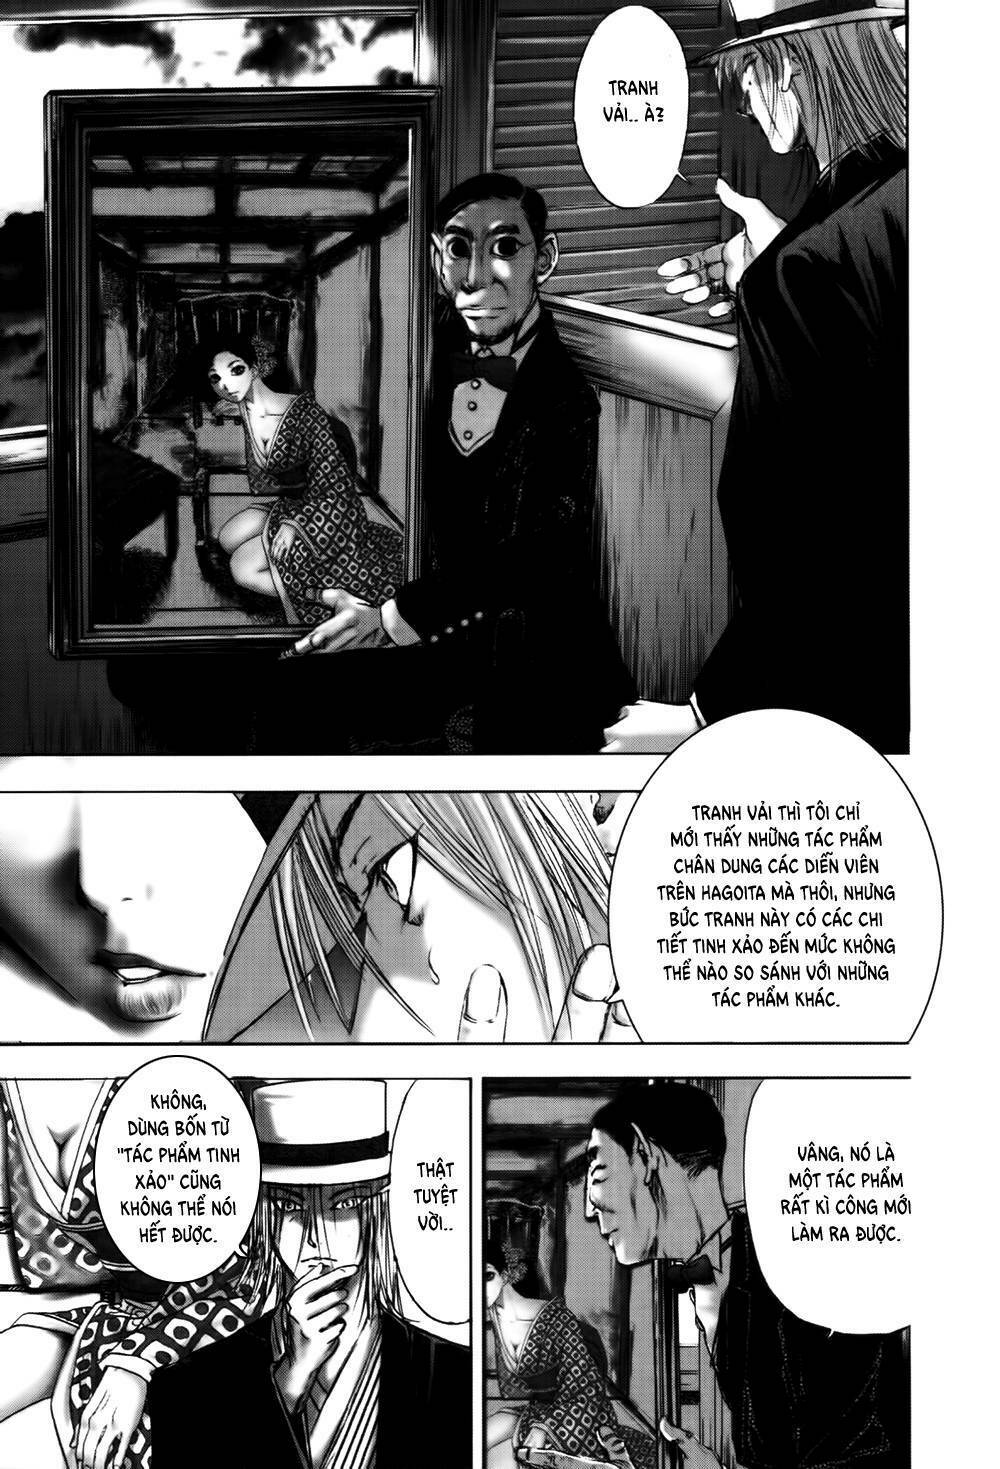 TRANH
VẢI.. À?
TRANH VẢI THÌ TÔI CHỈ
MỚI THẤY NHỮNG TÁC PHẨM
CHÂN DUNG CÁC DIỄN VIÊN
TRÊN HAGOITA MÀ THÔI, NHƯNG
BỨC TRANH NÀY CÓ CÁC CHI
TIẾT TINH XẢO ĐẾN MỨC KHÔNG
THỂ NÀO SO SÁNH VỚI NHỮNG
TÁC PHẨM KHÁC.
VÂNG, NÓ LÀ
MỘT TÁC PHẨM
RẤT KÌ CÔNG MỚI
LÀM RA ĐƯỢC.
THẬT
TUYỆT
VỜI..
KHÔNG,
DÙNG BỐN TỪ
"TÁC PHẨM TINH
XẢO" CŨNG
KHÔNG THỂ NÓI
HẾT ĐƯỢC.